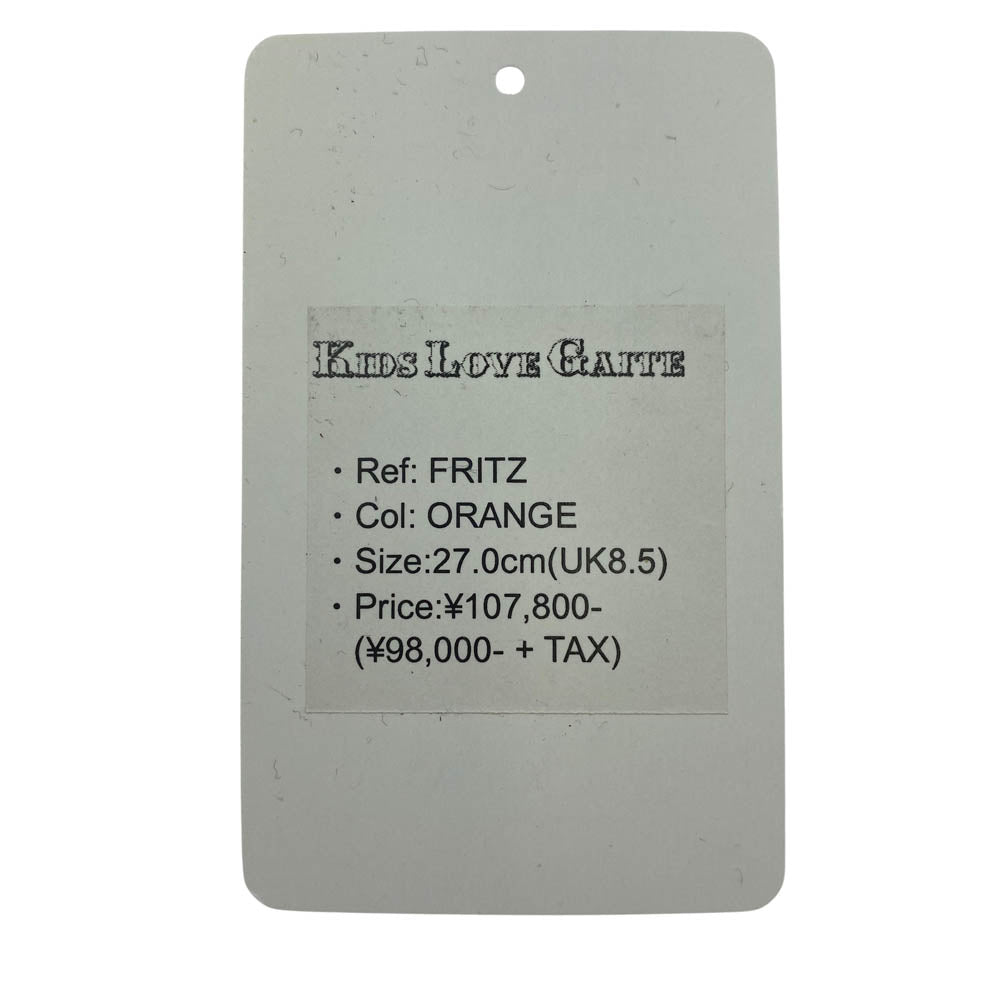 KIDS LOVE GAITE
・Ref: FRITZ
・Col: ORANGE
・Size:27.0cm(UK8.5)
・Price:¥107,800-
(¥98,000- + TAX)